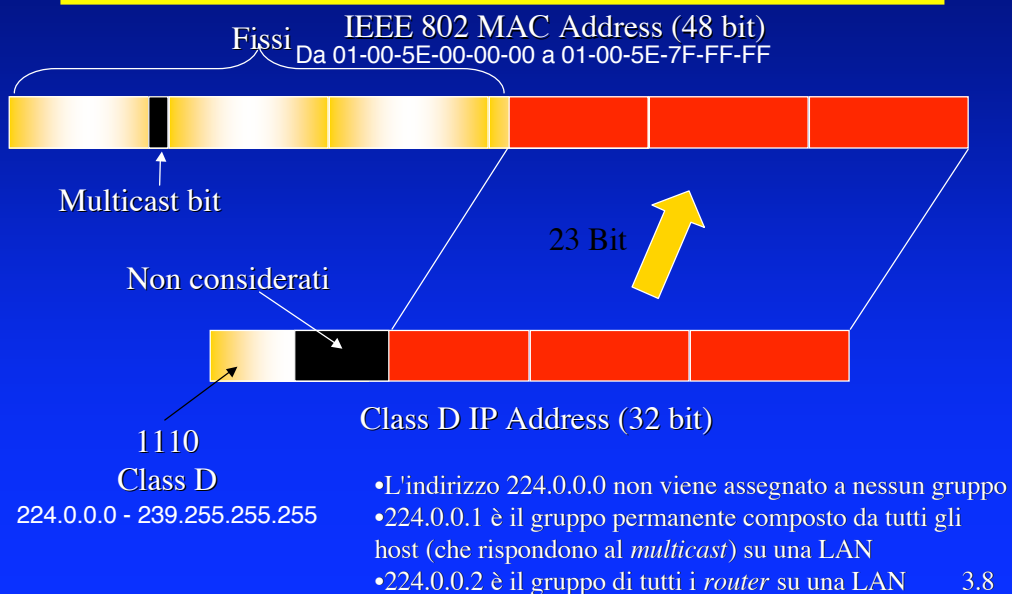 IEEE 802 MAC Address (48 bit)
Fissi
Da 01-00-5E-00-00-00 a 01-00-5E-7F-FF-FF
Multicast bit
23 Bit
Non considerati
Class D IP Address (32 bit)
1110
Class D
224.0.0.0 - 239.255.255.255
•L'indirizzo 224.0.0.0 non viene assegnato a nessun gruppo
•224.0.0.1 è il gruppo permanente composto da tutti gli
host (che rispondono al multicast) su una LAN
•224.0.0.2 è il gruppo di tutti i router su una LAN
3.8